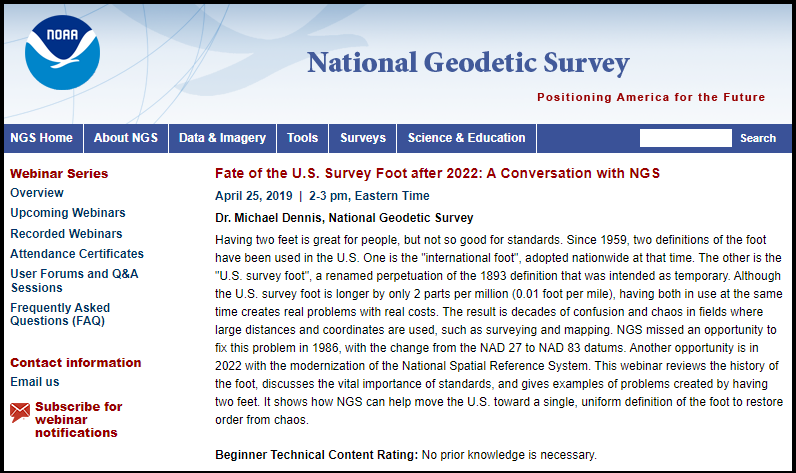 NOAA
National Geodetic Survey
Positioning America for the Future
NGS Home About NGS Data & Imagery Tools Surveys Science & Education Search
Webinar Series
Overview
Upcoming Webinars
Recorded Webinars
Attendance Certificates
User Forums and Q&A
Sessions
Frequently Asked
Questions (FAQ)
Contact information
Email us
Subscribe for
webinar
notifications
Fate of the U.S. Survey Foot after 2022: A Conversation with NGS
April 25, 2019 | 2-3 pm, Eastern Time
Dr. Michael Dennis, National Geodetic Survey
Having two feet is great for people, but not so good for standards. Since 1959, two definitions of the foot
have been used in the U.S. One is the "international foot", adopted nationwide at that time. The other is the
"U.S. survey foot", a renamed perpetuation of the 1893 definition that was intended as temporary. Although
the U.S. survey foot is longer by only 2 parts per million (0.01 foot per mile), having both in use at the same
time creates real problems with real costs. The result is decades of confusion and chaos in fields where
large distances and coordinates are used, such as surveying and mapping. NGS missed an opportunity to
fix this problem in 1986, with the change from the NAD 27 to NAD 83 datums. Another opportunity is in
2022 with the modernization of the National Spatial Reference System. This webinar reviews the history of
the foot, discusses the vital importance of standards, and gives examples of problems created by having
two feet. It shows how NGS can help move the U.S. toward a single, uniform definition of the foot to restore
order from chaos.
Beginner Technical Content Rating: No prior knowledge is necessary.